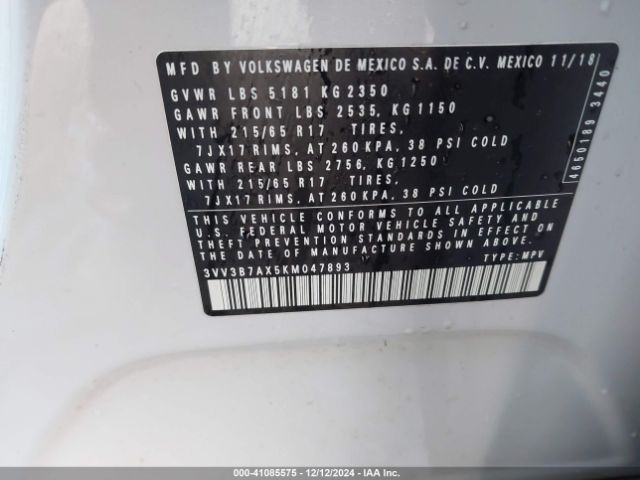 MFD BY VOLKSWAGEN DE MEXICO S.A. DE C.V. MEXICO 11/18
GVWR LBS 5181 KG 2350
GAWR FRONT LBS 2535, KG 1150
WITH 215/65 R17 TIRES,
7JX17 RIMS, AT 260 KPA, 38 PSI COLD
GAWR REAR LBS 2756, KG 1250
WITH 215/65 R17 TIRES,
7JX17 RIMS, AT 260 KPA, 38 PSI COLD
THIS VEHICLE CONFORMS TO ALL APPLICABLE
U.S. FEDERAL MOTOR VEHICLE SAFETY AND
THEFT PREVENTION STANDARDS IN EFFECT ON
THE DATE OF MANUFACTURE SHOWN ABOVE
3VV3B7AX5KM047893 TYPE: MPV
4650189 3440
000-41085575 - 12/12/2024 - IAA Inc.